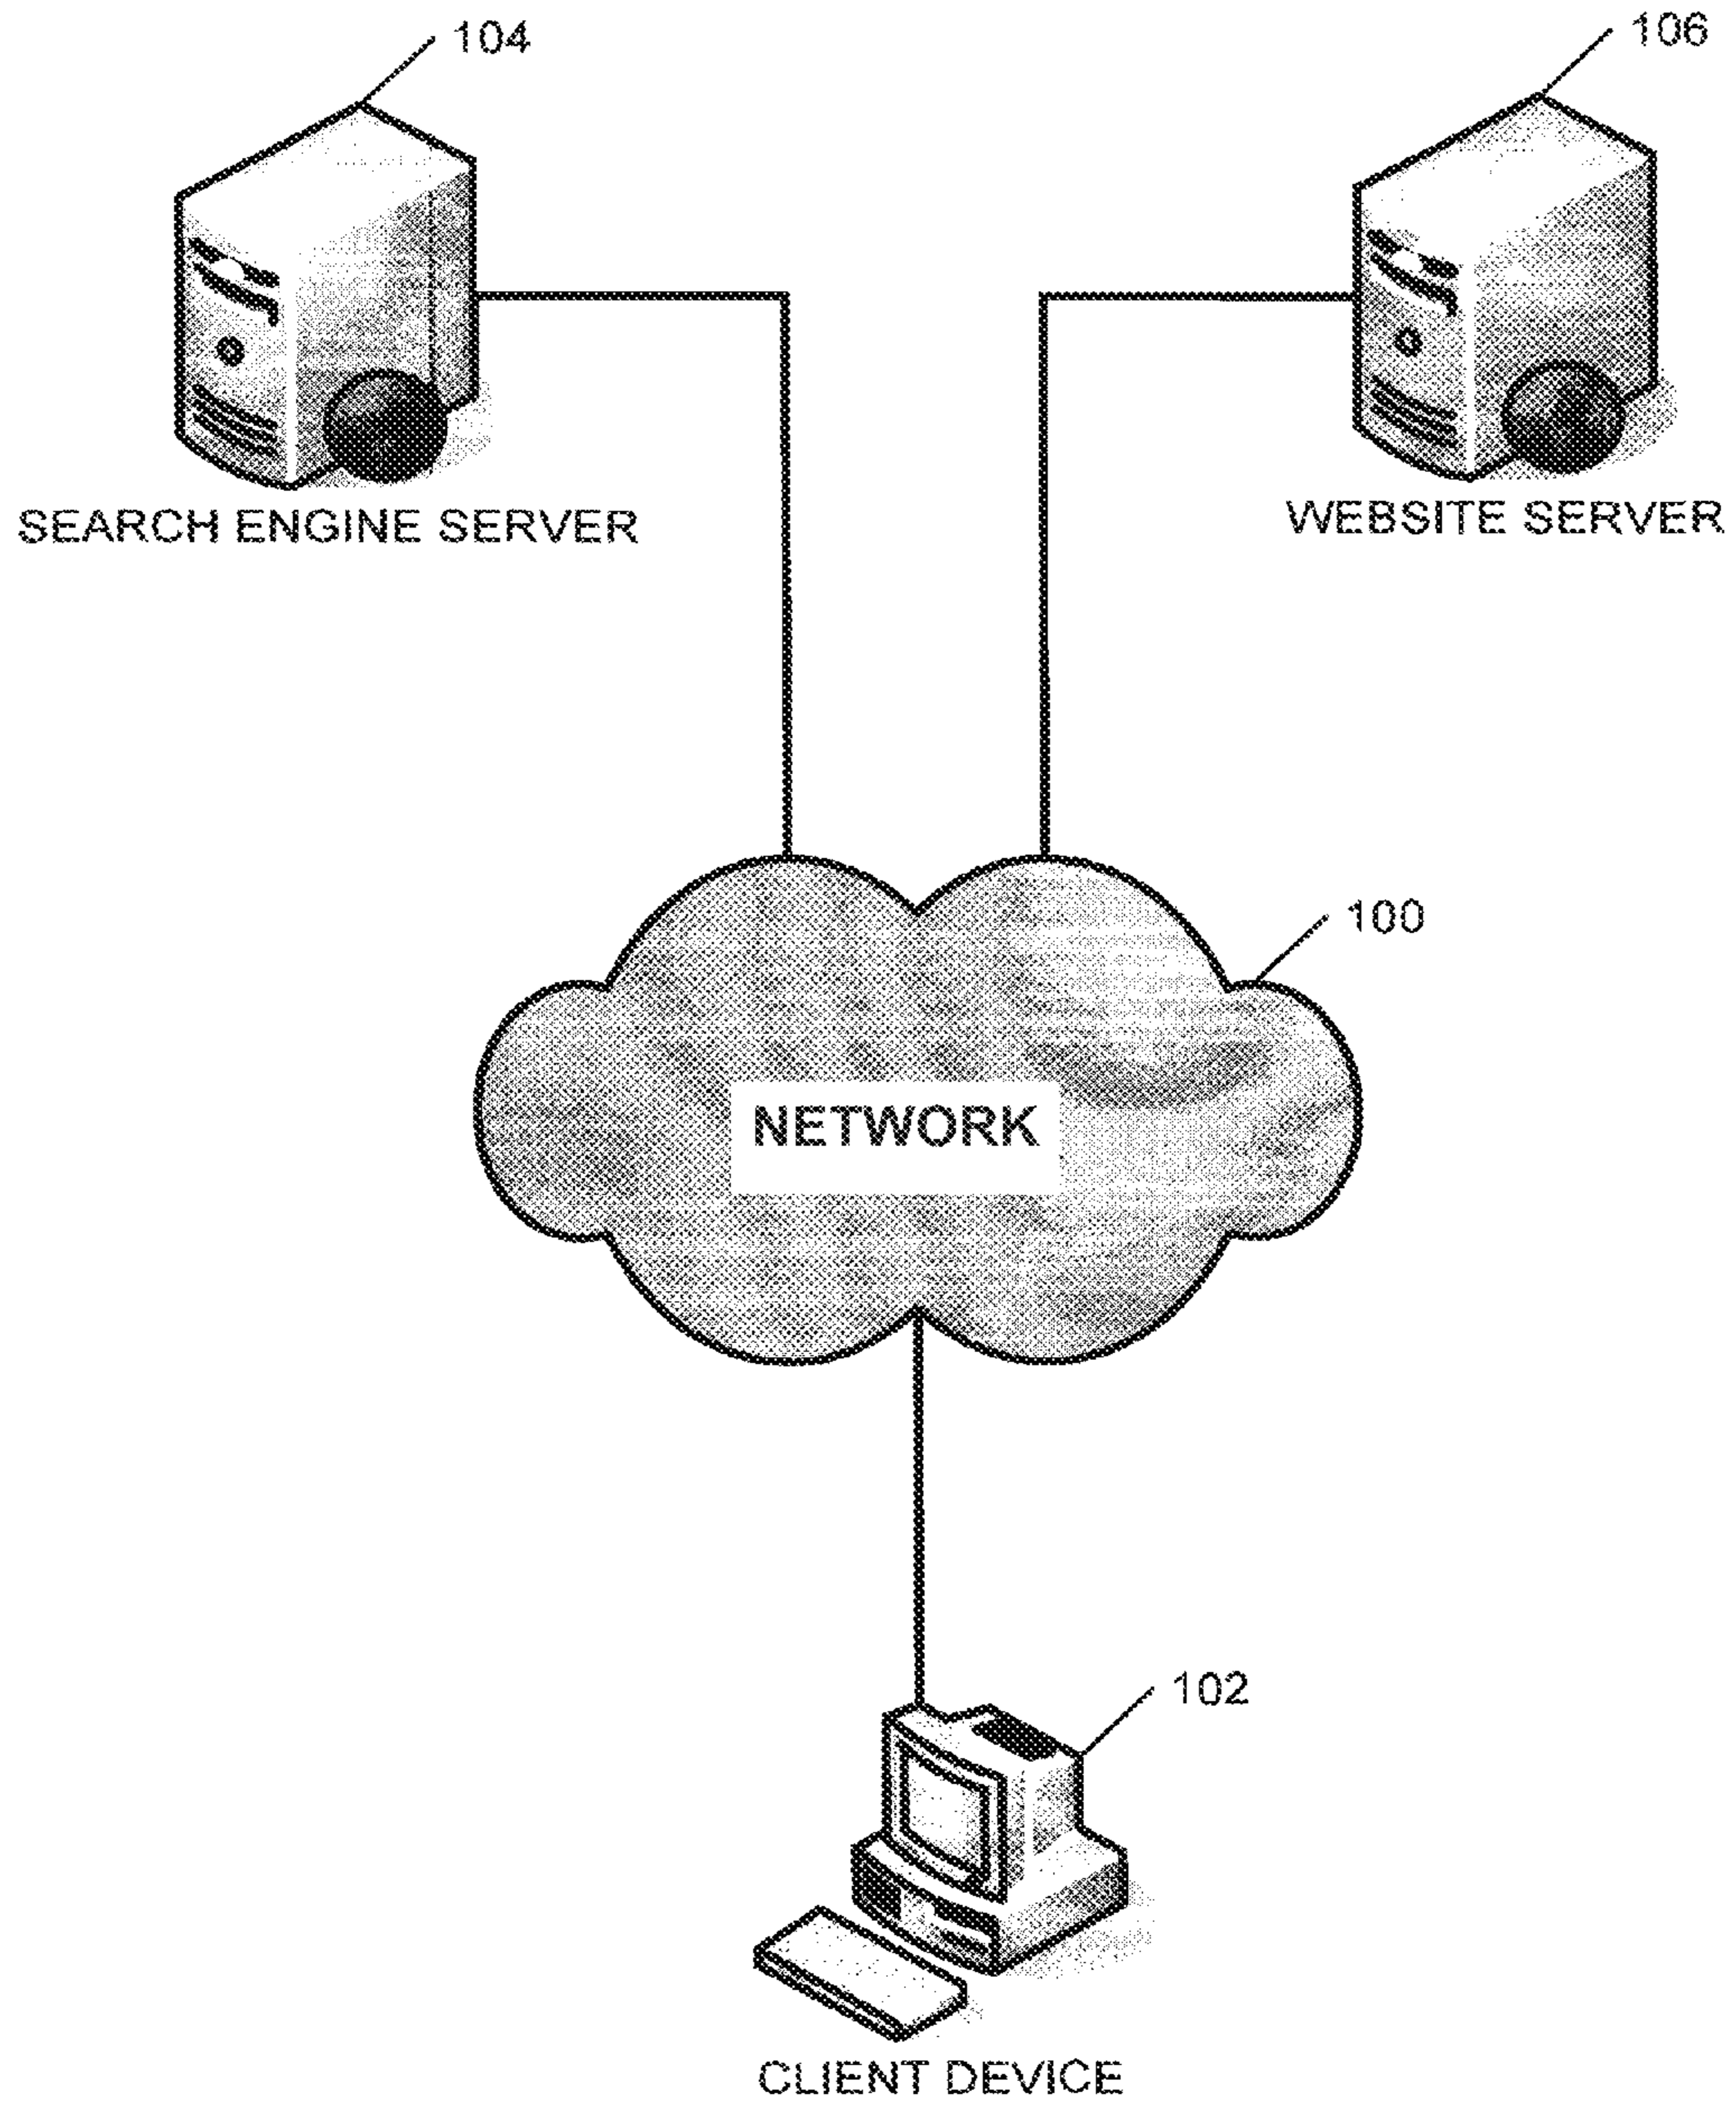 104
106
SEARCH ENGINE SERVER
WEBSITE SERVER
100
NETWORK
102
CLIENT DEVICE